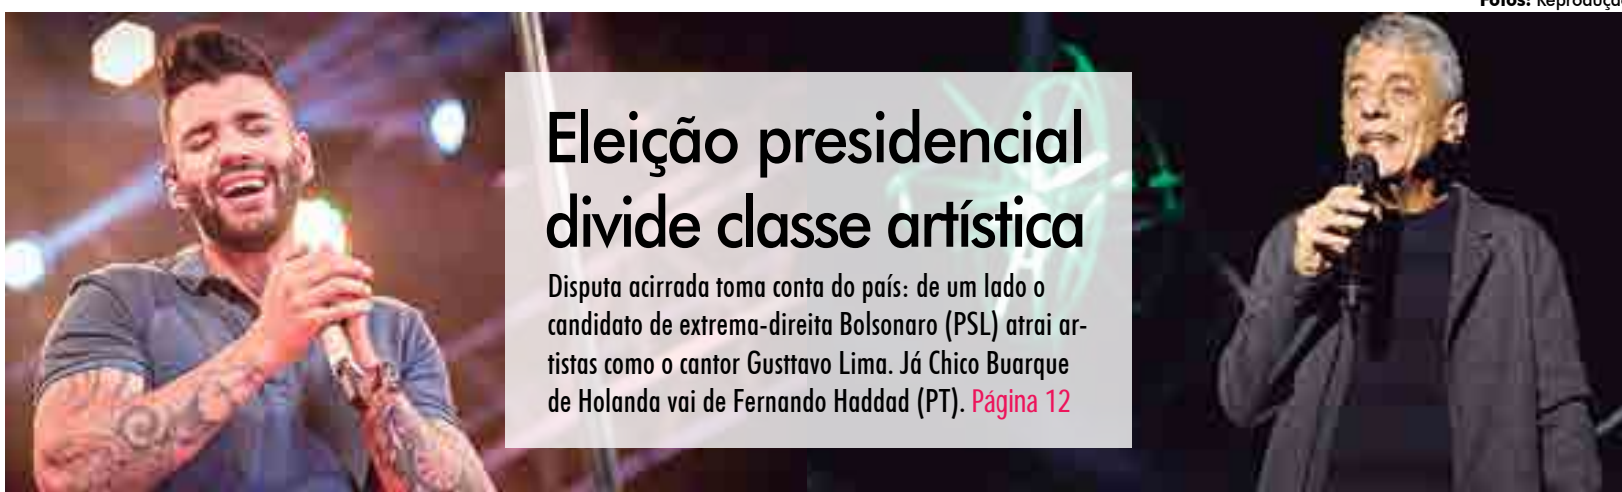 Fotos: Reprodução
Eleição presidencial
divide classe artística
Disputa acirrada toma conta do país: de um lado o
candidato de extrema-direita Bolsonaro (PSL) atrai ar-
tistas como o cantor Gusttavo Lima. Já Chico Buarque
de Holanda vai de Fernando Haddad (PT). Página 12